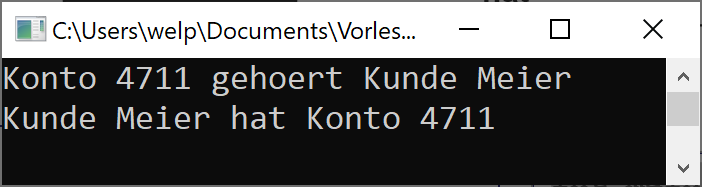 C:\Users\welp\Documents\Vorles...
Konto 4711 gehoert Kunde Meier
Kunde Meier hat Konto 4711